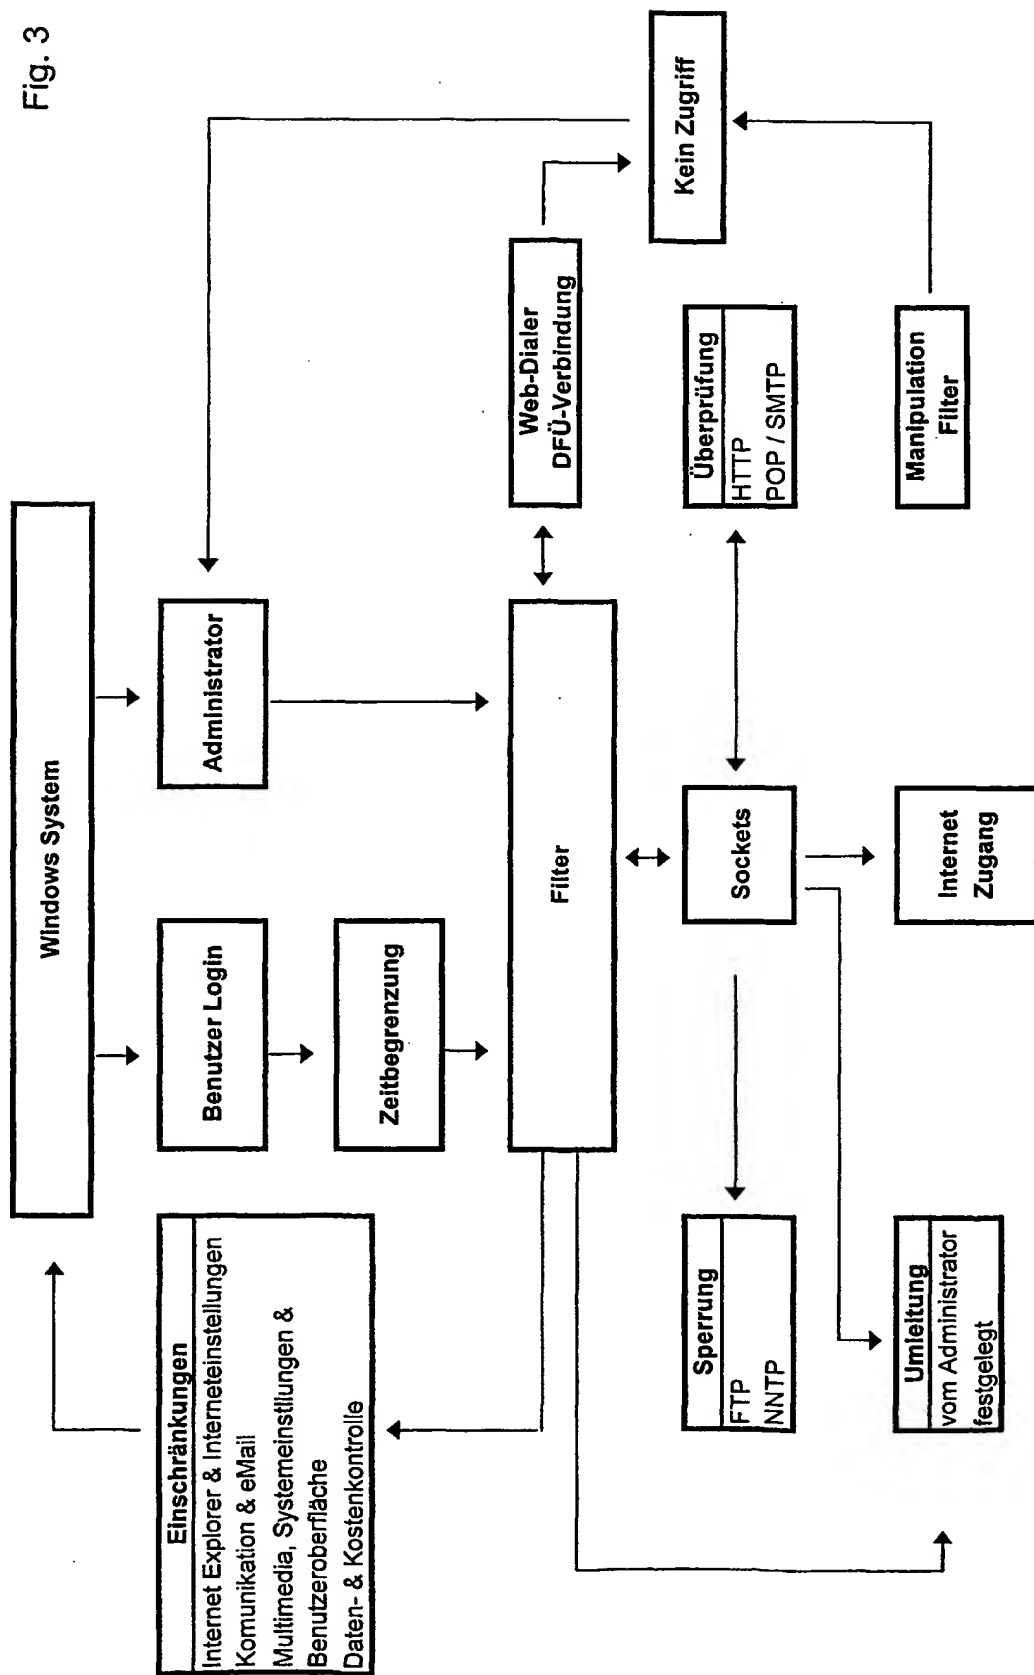 Fig. 3
Windows System
Einschränkungen
Internet Explorer & Interneteinstellungen
Komunikation & eMail
Multimedia, Systemeinstllungen &
Benutzeroberfläche
Daten- & Kostenkontrolle
Benutzer Login
Administrator
Zeitbegrenzung
Filter
Web-Dialer
DFÜ-Verbindung
Kein Zugriff
Sperrung
FTP
NNTP
Sockets
Überprüfung
HTTP
POP / SMTP
Umleitung
vom Administrator
festgelegt
Internet
Zugang
Manipulation
Filter